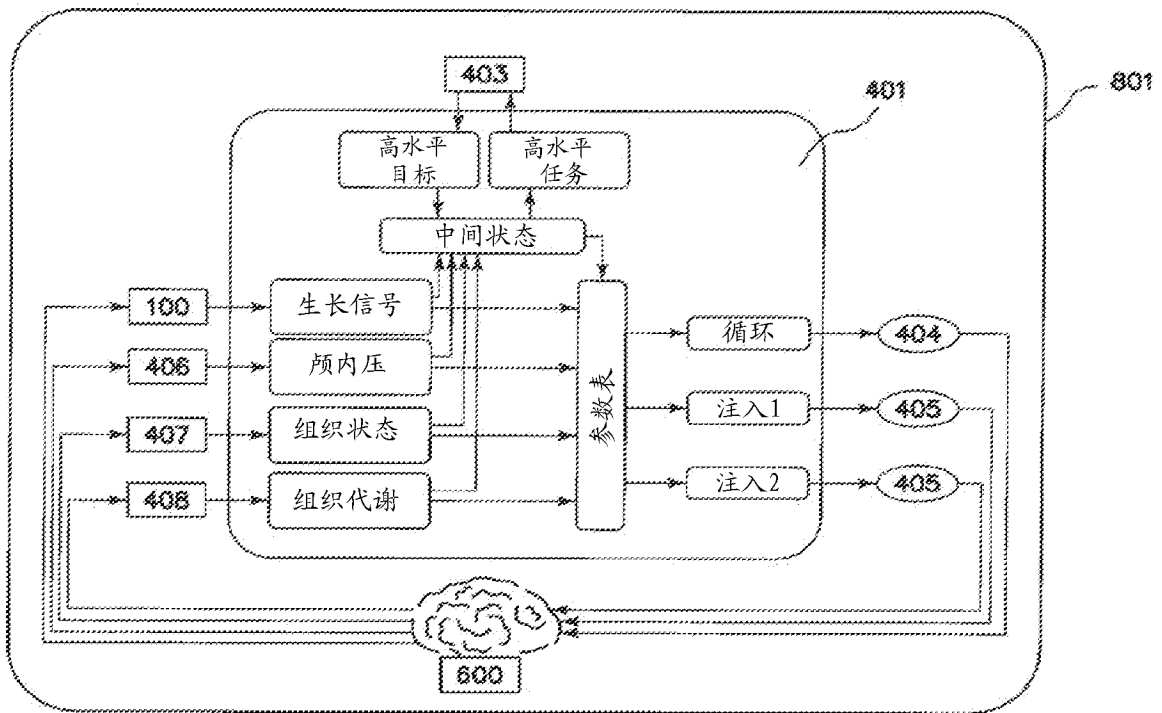 403
401
801
高水平
目标
高水平
任务
中间状态
100
生长信号
循环
404
406
颅内压
参数表
407
组织状态
注入1
405
408
组织代谢
注入2
405
600